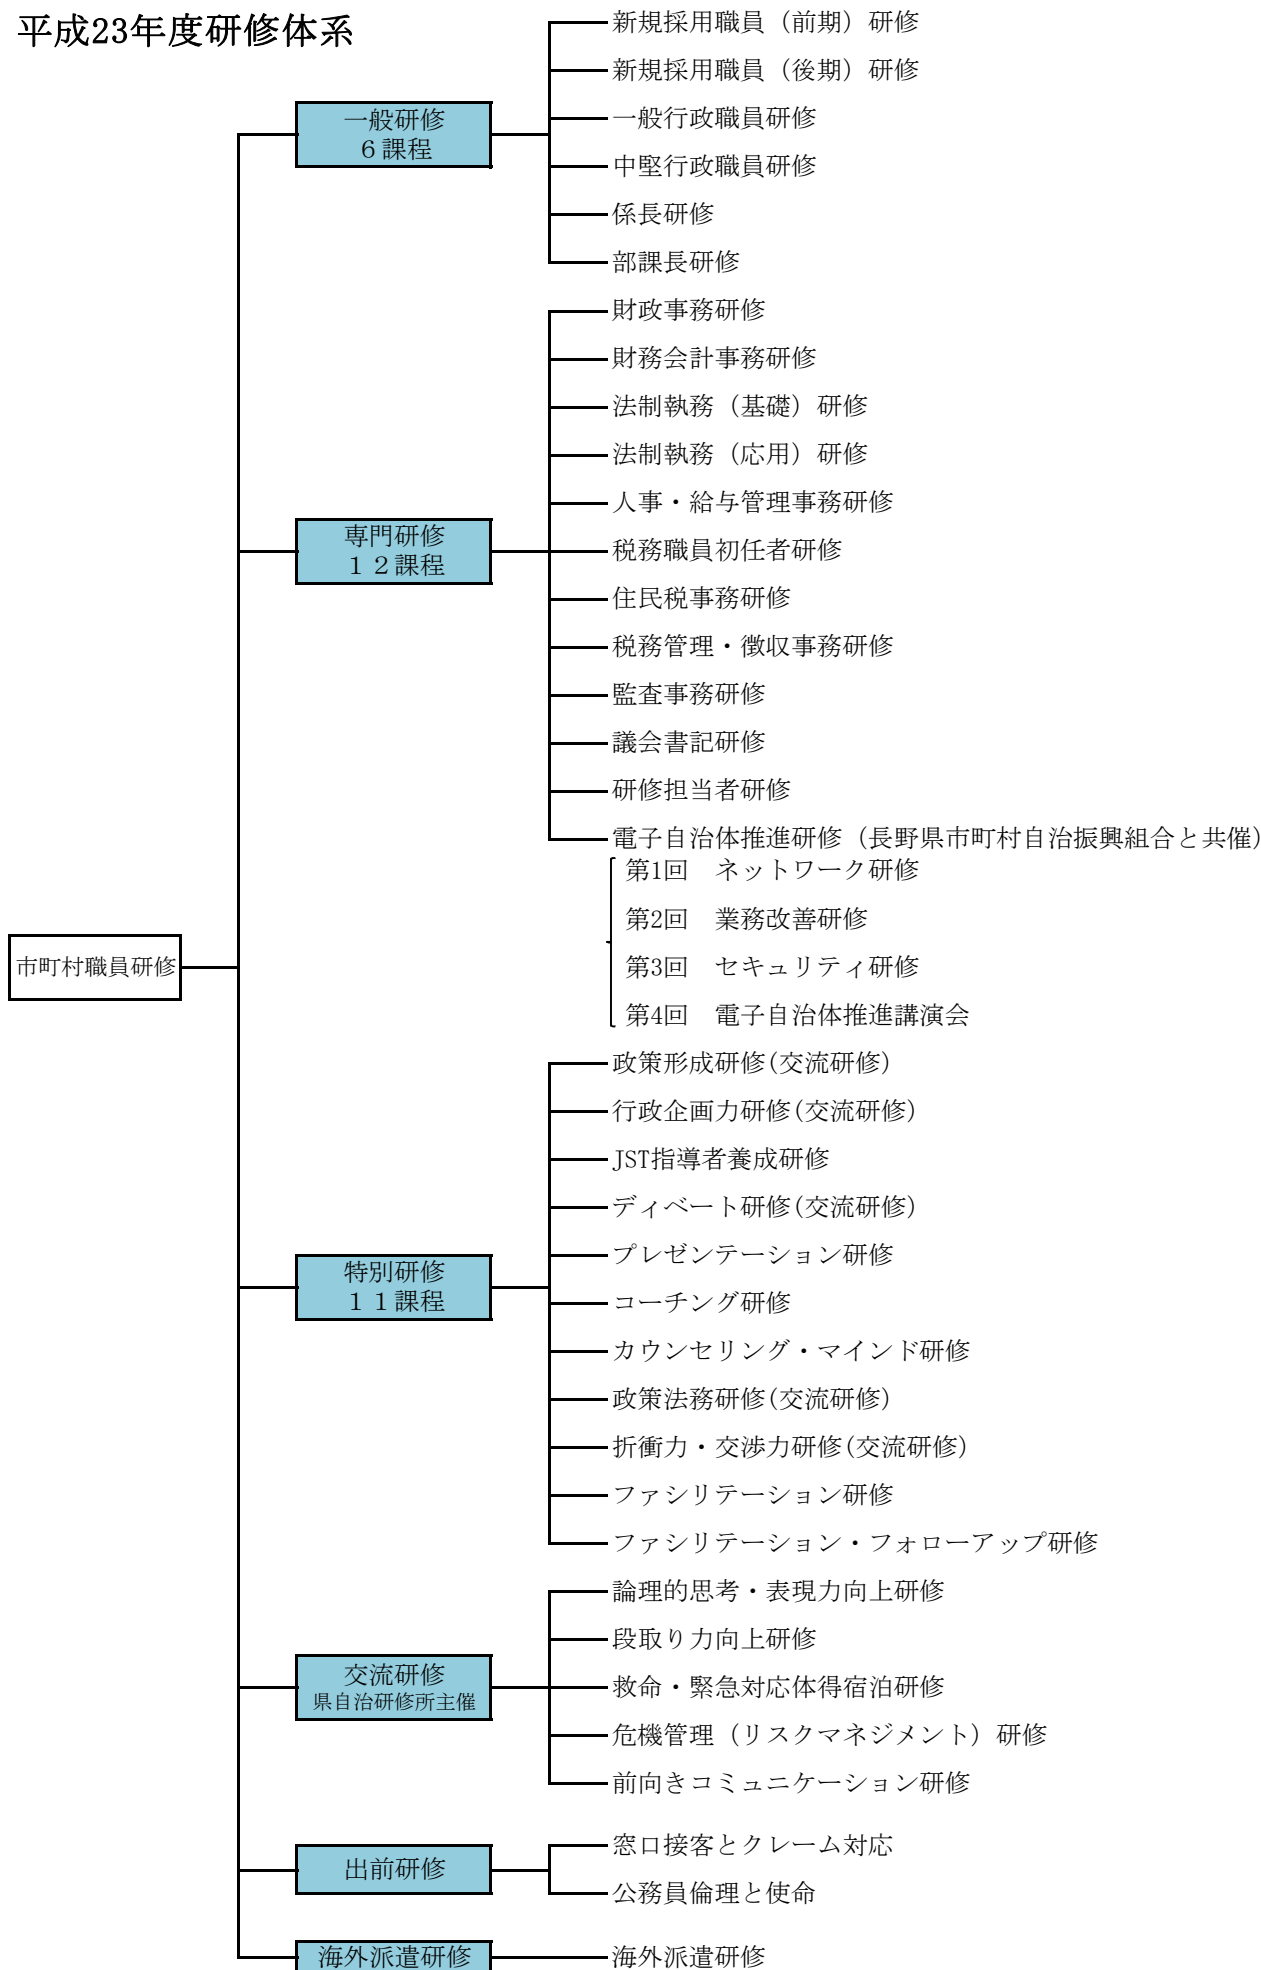 平成23年度研修体系
市町村職員研修
一般研修
６課程
新規採用職員（前期）研修
新規採用職員（後期）研修
一般行政職員研修
中堅行政職員研修
係長研修
部課長研修
専門研修
１２課程
財政事務研修
財務会計事務研修
法制執務（基礎）研修
法制執務（応用）研修
人事・給与管理事務研修
税務職員初任者研修
住民税事務研修
税務管理・徴収事務研修
監査事務研修
議会書記研修
研修担当者研修
電子自治体推進研修（長野県市町村自治振興組合と共催）
第1回　ネットワーク研修
第2回　業務改善研修
第3回　セキュリティ研修
第4回　電子自治体推進講演会
特別研修
１１課程
政策形成研修(交流研修)
行政企画力研修(交流研修)
JST指導者養成研修
ディベート研修(交流研修)
プレゼンテーション研修
コーチング研修
カウンセリング・マインド研修
政策法務研修(交流研修)
折衝力・交渉力研修(交流研修)
ファシリテーション研修
ファシリテーション・フォローアップ研修
交流研修
県自治研修所主催
論理的思考・表現力向上研修
段取り力向上研修
救命・緊急対応体得宿泊研修
危機管理（リスクマネジメント）研修
前向きコミュニケーション研修
出前研修
窓口接客とクレーム対応
公務員倫理と使命
海外派遣研修
海外派遣研修